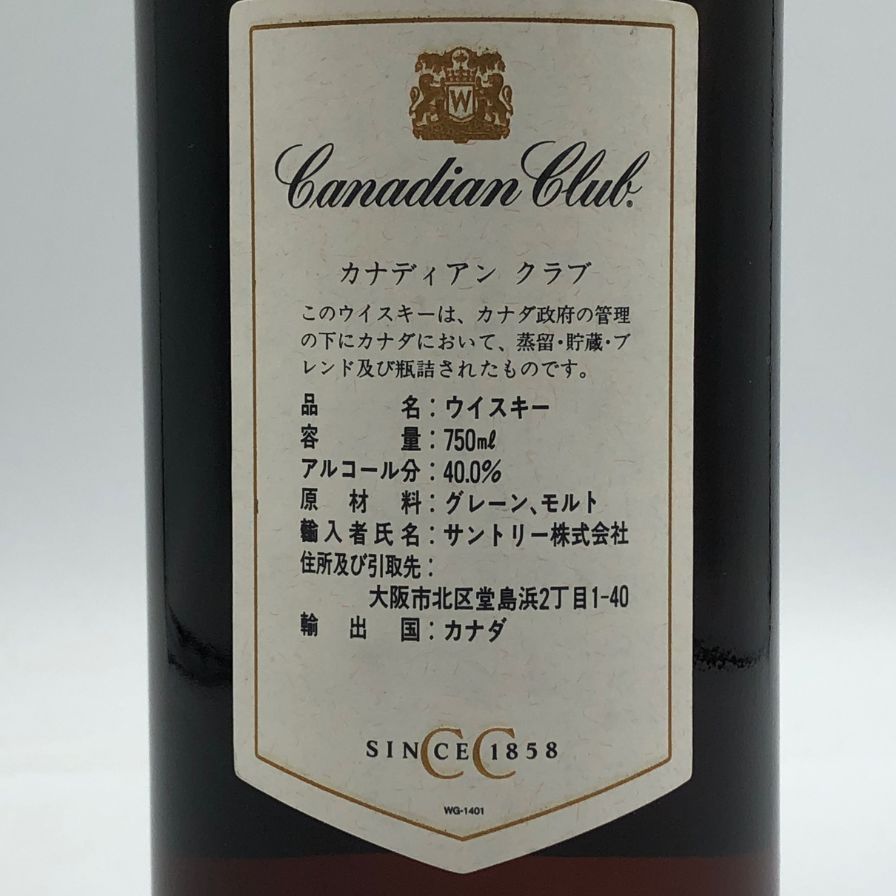 W
Canadian Club®
カナディアン クラブ
このウイスキーは、カナダ政府の管理
の下にカナダにおいて、蒸留・貯蔵・ブ
レンド及び瓶詰されたものです。
品名：ウイスキー
容量：750mℓ
アルコール分：40.0%
原材料：グレーン、モルト
輸入者氏名：サントリー株式会社
住所及び引取先：
大阪市北区堂島浜2丁目1-40
輸出国：カナダ
SINCE 1858
CC
WG-1401